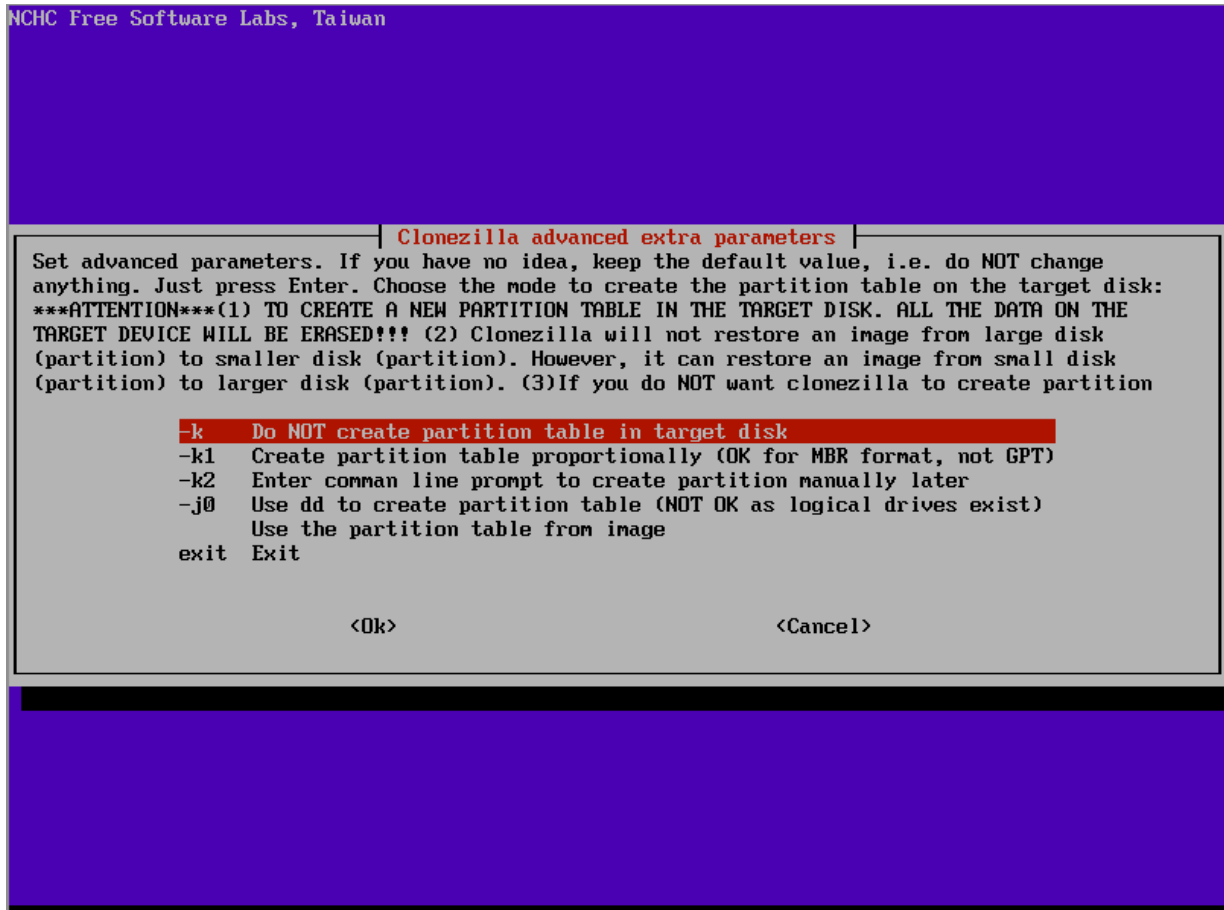 NCHC Free Software Labs, Taiwan
Clonezilla advanced extra parameters
Set advanced parameters. If you have no idea, keep the default value, i.e. do NOT change
anything. Just press Enter. Choose the mode to create the partition table on the target disk:
***ATTENTION***(1) TO CREATE A NEW PARTITION TABLE IN THE TARGET DISK. ALL THE DATA ON THE
TARGET DEVICE WILL BE ERASED!!! (2) Clonezilla will not restore an image from large disk
(partition) to smaller disk (partition). However, it can restore an image from small disk
(partition) to larger disk (partition). (3)If you do NOT want clonezilla to create partition
-k Do NOT create partition table in target disk
-k1 Create partition table proportionally (OK for MBR format, not GPT)
-k2 Enter comman line prompt to create partition manually later
-j0 Use dd to create partition table (NOT OK as logical drives exist)
Use the partition table from image
exit Exit
<Ok> <Cancel>